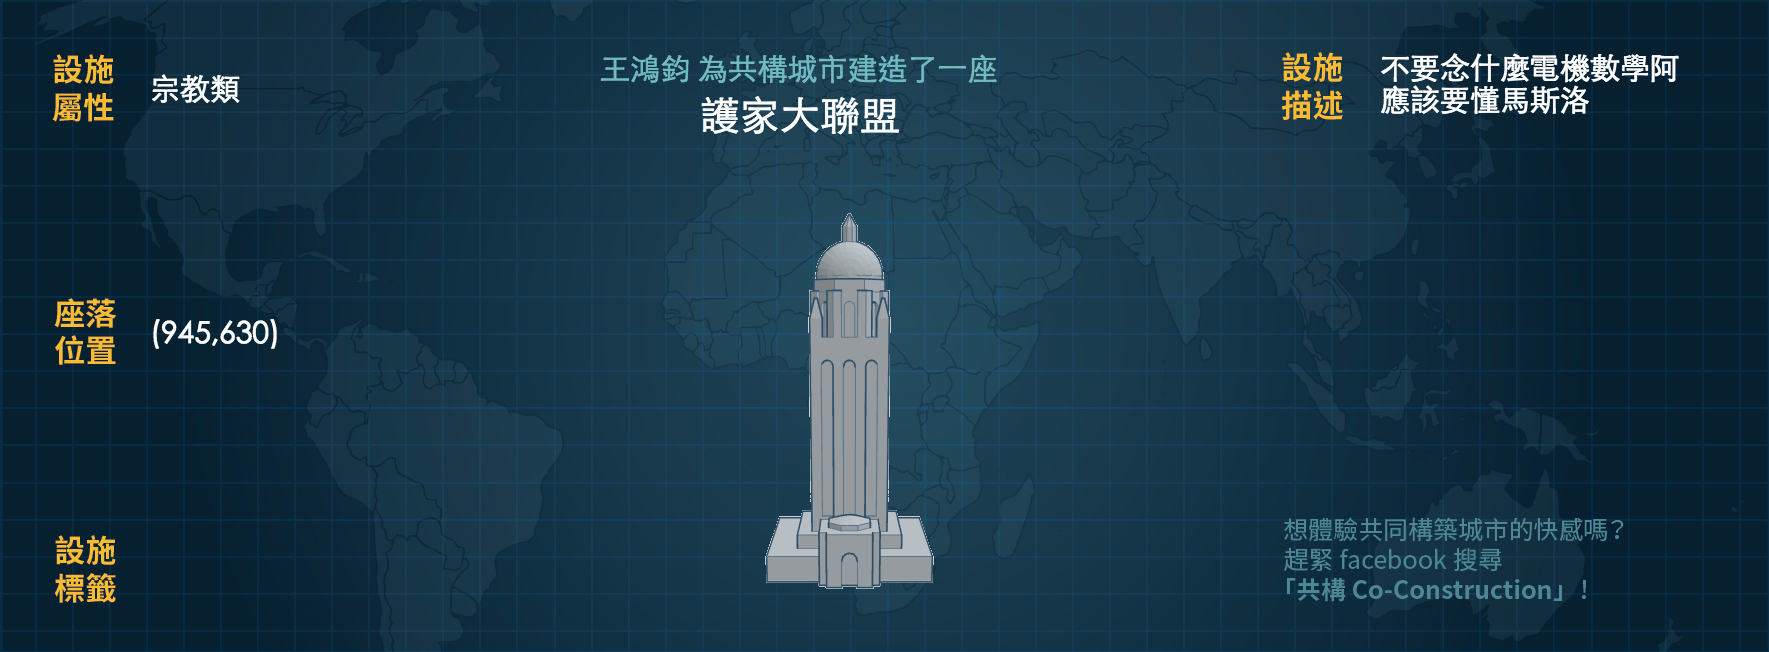 設施
屬性
宗教類
王鴻鈞 為共構城市建造了一座
護家大聯盟
設施
描述
不要念什麼電機數學阿
應該要懂馬斯洛
座落
位置
(945,630)
設施
標籤
想體驗共同構築城市的快感嗎？
趕緊 facebook 搜尋
「共構 Co-Construction」！